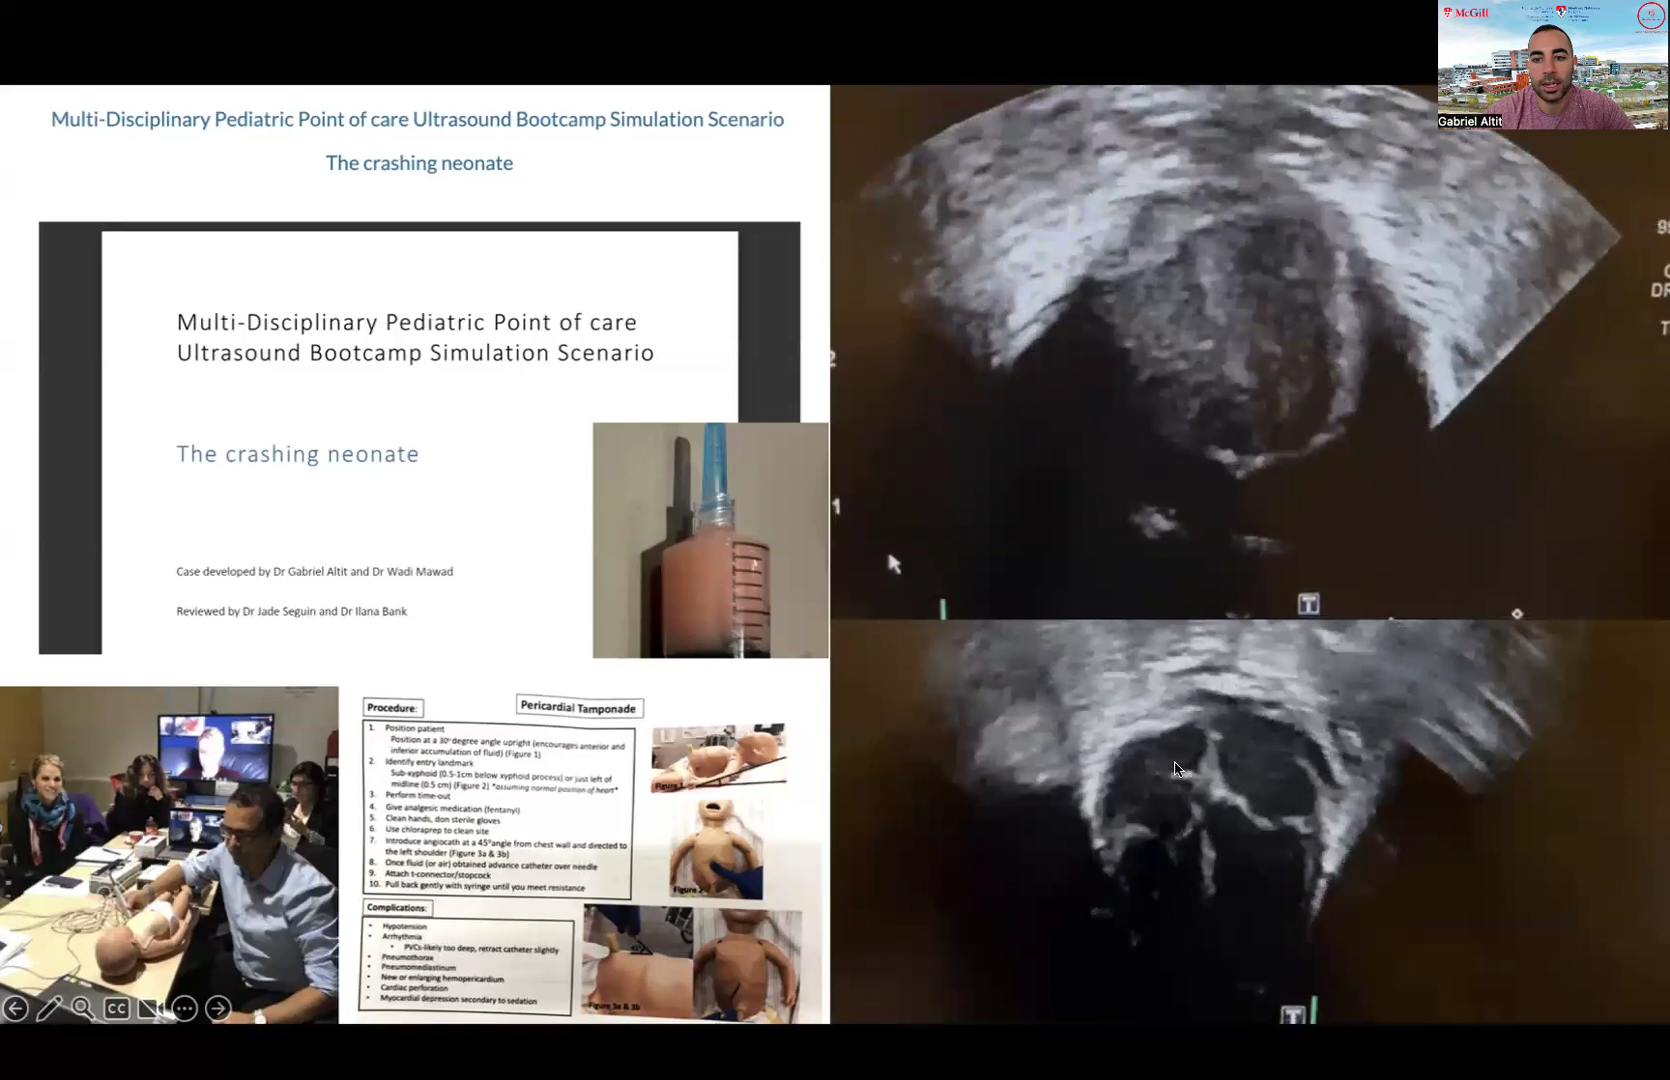 Multi-Disciplinary Pediatric Point of care Ultrasound Bootcamp Simulation Scenario
The crashing neonate
Multi-Disciplinary Pediatric Point of care
Ultrasound Bootcamp Simulation Scenario
The crashing neonate
Case developed by Dr Gabriel Altit and Dr Wadi Mawad
Reviewed by Dr Jade Seguin and Dr Ilana Bank
Procedure:
Pericardial Tamponade
1. Position patient
Position at a 30° degree angle upright (encourages anterior and
inferior accumulation of fluid) (Figure 1)
2. Identify entry landmark
Sub-xyphoid (0.5-1cm below xyphoid process) or just left of
midline (0.5 cm) (Figure 2) *assuming normal position of heart*
3. Perform time-out
4. Give analgesic medication (fentanyl)
5. Clean hands, don sterile gloves
6. Use chloraprep to clean site
7. Introduce angiocath at a 45°angle from chest wall and directed to
the left shoulder (Figure 3a & 3b)
8. Once fluid (or air) obtained advance catheter over needle
9. Attach t-connector/stopcock
10. Pull back gently with syringe until you meet resistance
Figure 1
Figure 2
Complications:
• Hypotension
• Arrhythmia
• PVCs-likely too deep, retract catheter slightly
• Pneumothorax
• Pneumomediastinum
• New or enlarging hemopericardium
• Cardiac perforation
• Myocardial depression secondary to sedation
Figure 3a & 3b
CC
2
1
T
T
McGill
Gabriel Altit